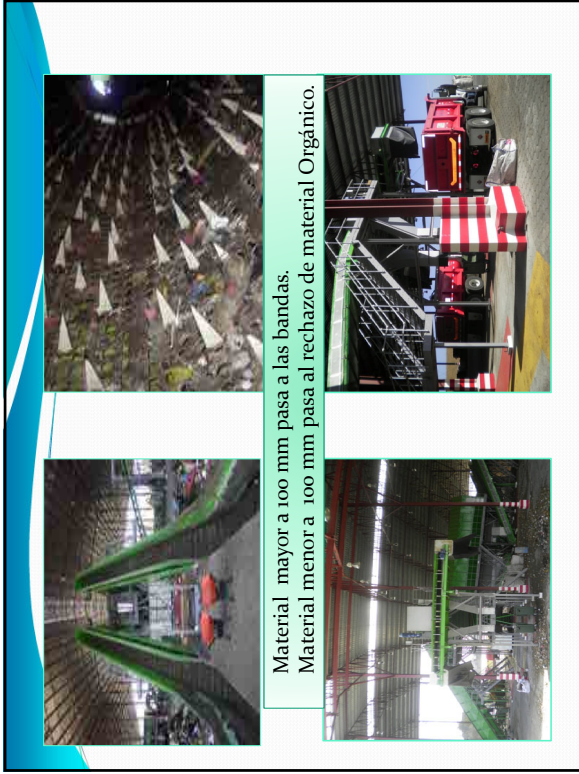 Material mayor a 100 mm pasa a las bandas.
Material menor a 100 mm pasa al rechazo de material Orgánico.